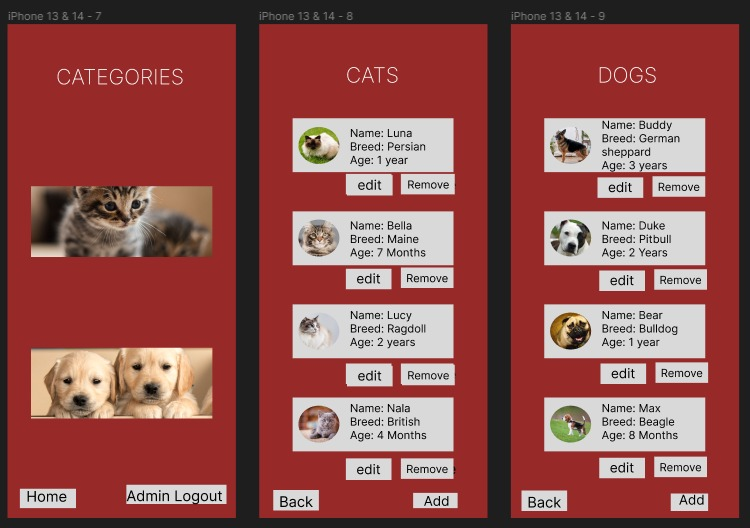 iPhone 13 & 14 - 7
CATEGORIES
Home
Admin Logout
iPhone 13 & 14 - 8
CATS
Name: Luna
Breed: Persian
Age: 1 year
edit
Remove
Name: Bella
Breed: Maine
Age: 7 Months
edit
Remove
Name: Lucy
Breed: Ragdoll
Age: 2 years
edit
Remove
Name: Nala
Breed: British
Age: 4 Months
edit
Remove
Back
Add
iPhone 13 & 14 - 9
DOGS
Name: Buddy
Breed: German
sheppard
Age: 3 years
edit
Remove
Name: Duke
Breed: Pitbull
Age: 2 Years
edit
Remove
Name: Bear
Breed: Bulldog
Age: 1 year
edit
Remove
Name: Max
Breed: Beagle
Age: 8 Months
edit
Remove
Back
Add